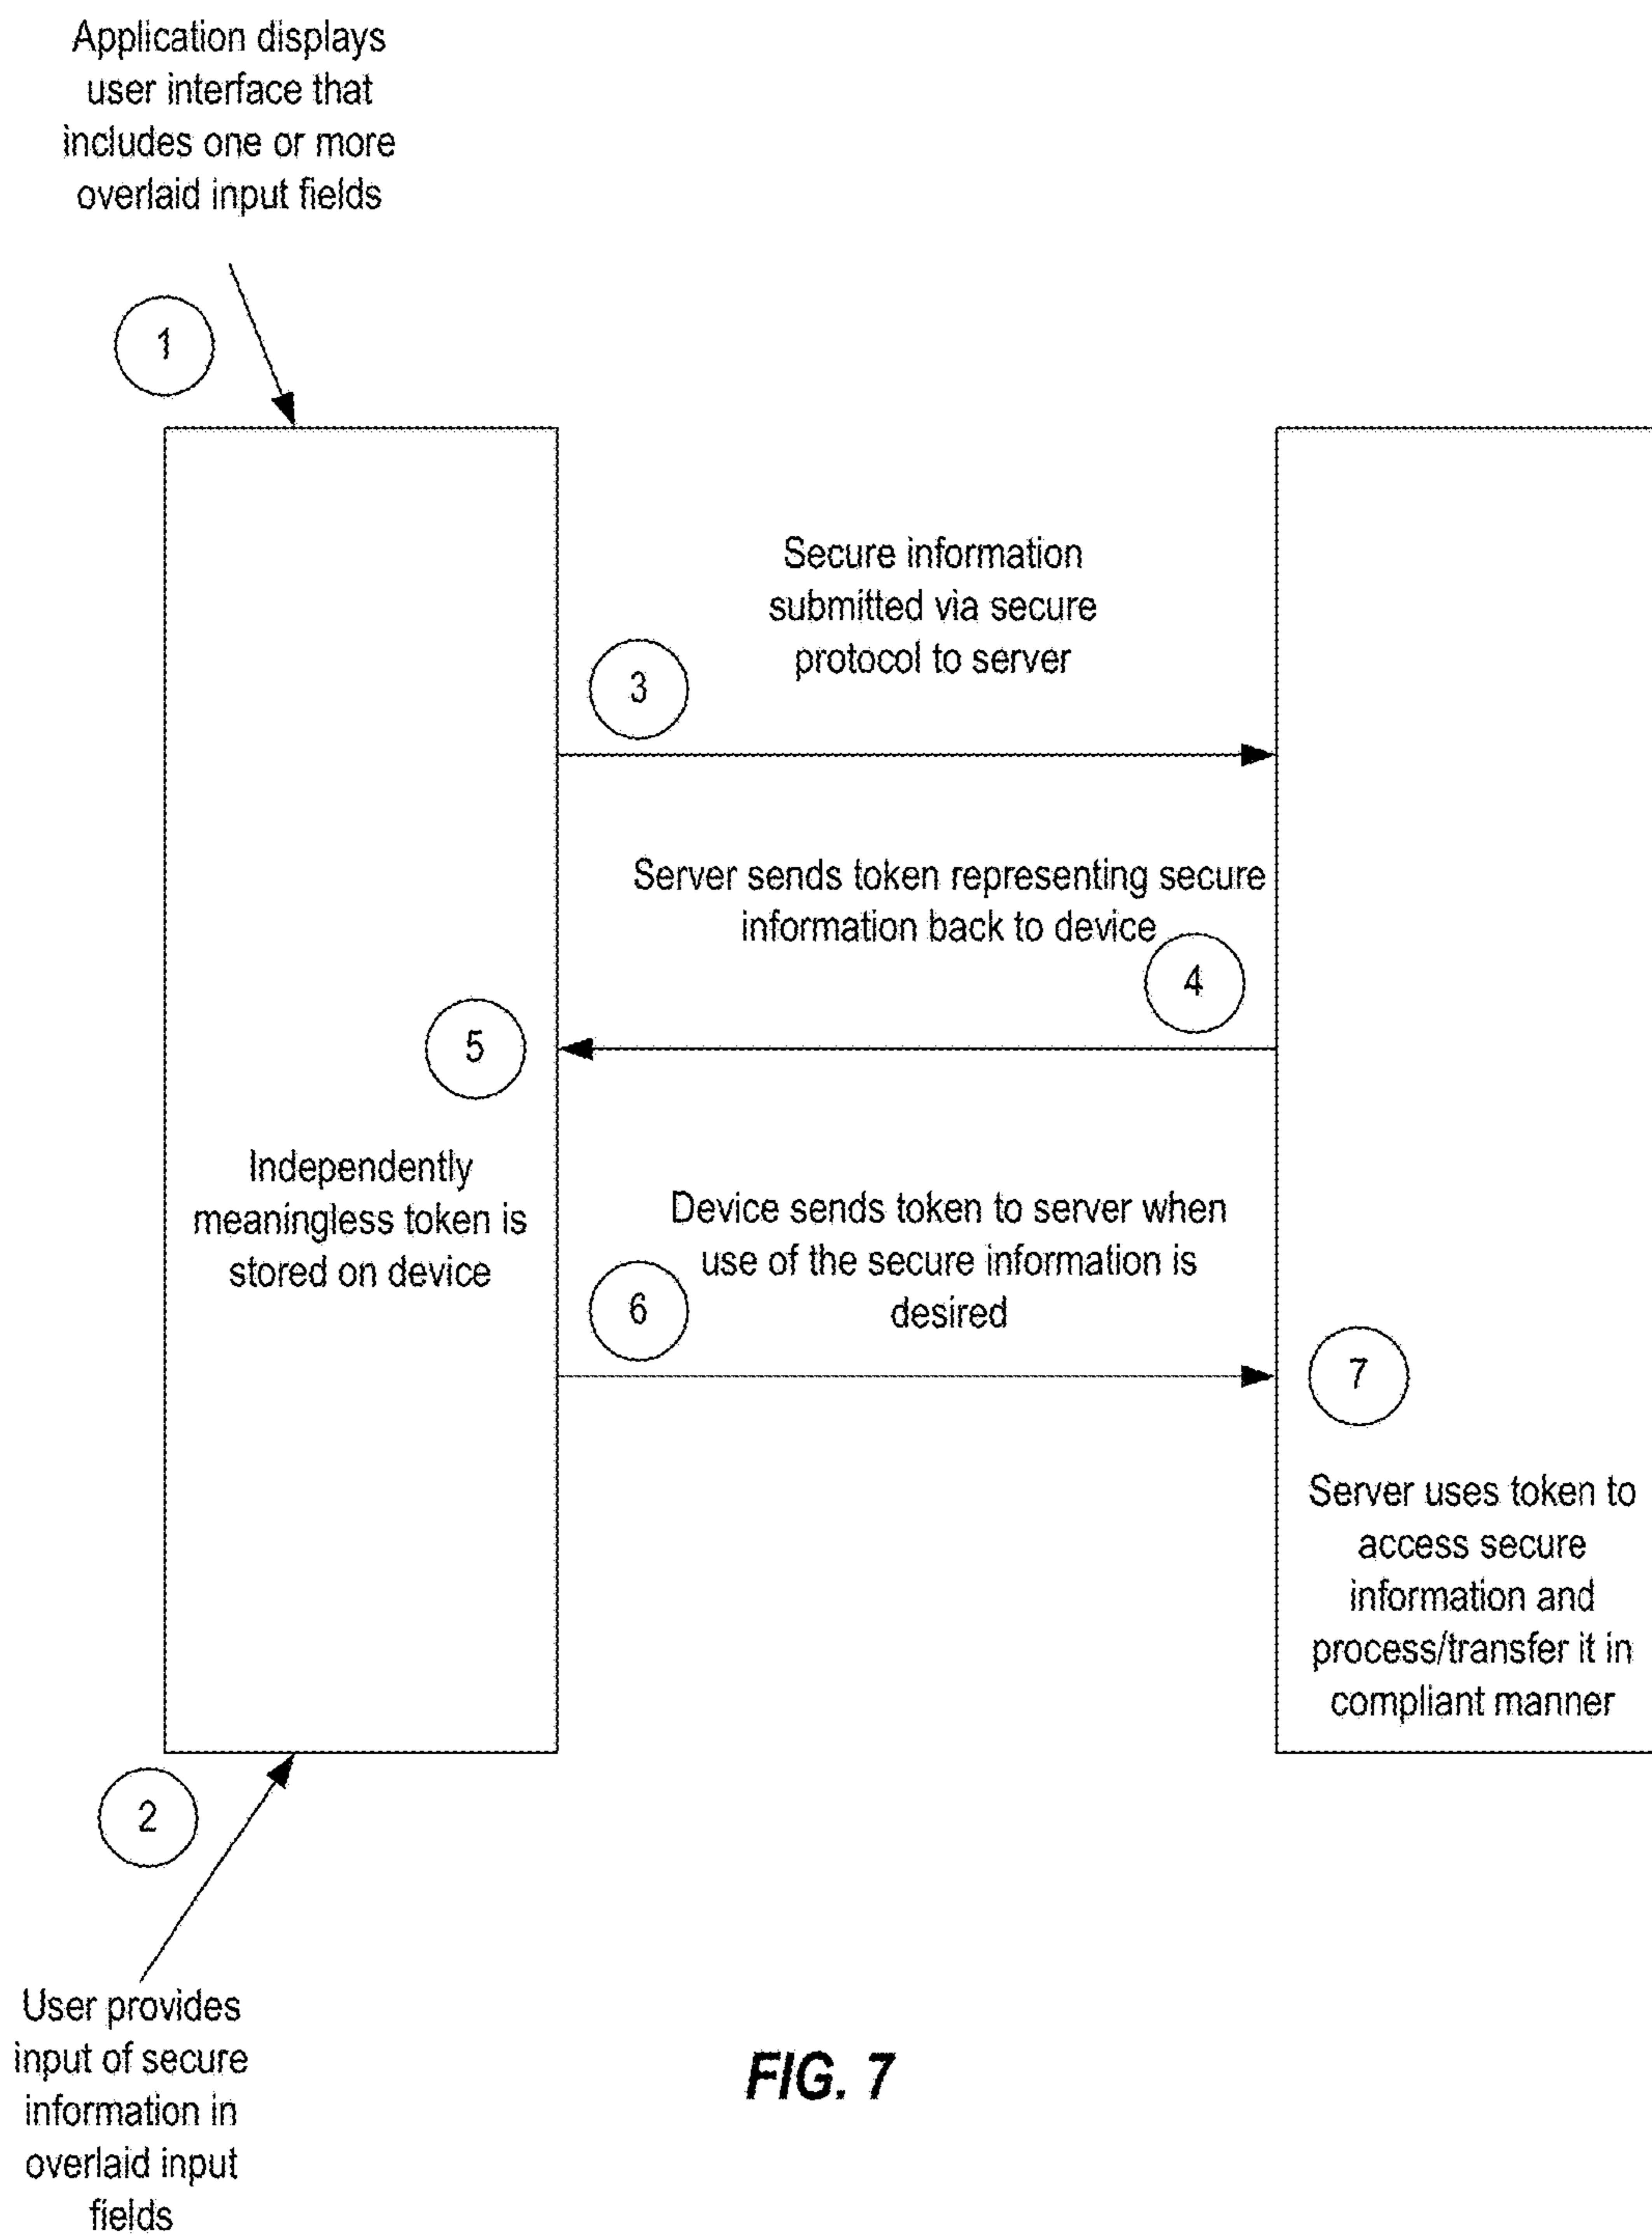 Application displays
user interface that
includes one or more
overlaid input fields
1
Secure information
submitted via secure
protocol to server
3
Server sends token representing secure
information back to device
4
5
Independently
meaningless token is
stored on device
Device sends token to server when
use of the secure information is
desired
6
7
Server uses token to
access secure
information and
process/transfer it in
compliant manner
2
User provides
input of secure
information in
overlaid input
fields
FIG. 7